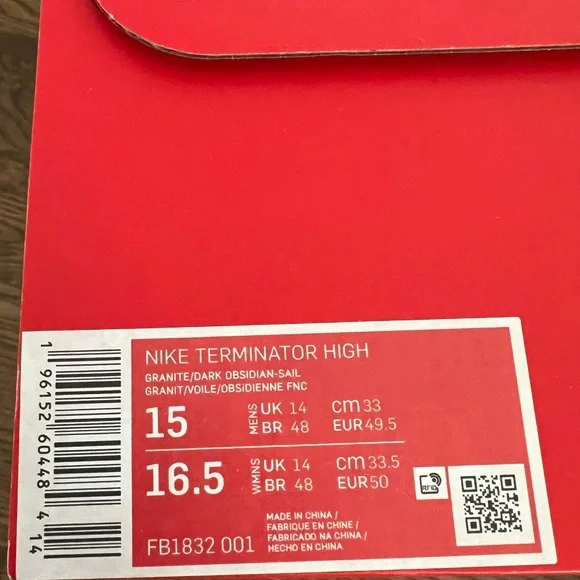 NIKE TERMINATOR HIGH
GRANITE/DARK OBSIDIAN-SAIL
GRANIT/VOILE/OBSIDIENNE FNC
15 MENS UK 14 CM 33
BR 48 EUR 49.5
16.5 WMNS UK 14 CM 33.5
BR 48 EUR 50
RFID
FB1832 001
MADE IN CHINA /
FABRIQUE EN CHINE /
FABRICADO NA CHINA /
HECHO EN CHINA
1 96152 60448 4 14